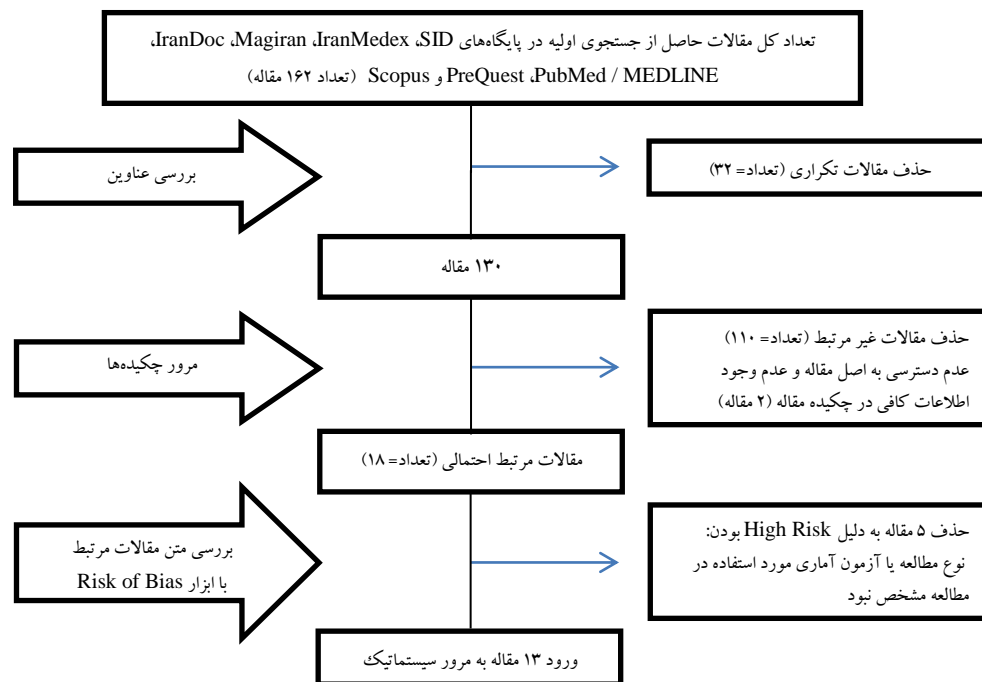 تعداد کل مقالات حاصل از جستجوی اولیه در پایگاه‌های SID، IranMedex، Magiran، IranDoc،
PubMed / MEDLINE، PreQuest و Scopus (تعداد ۱۶۲ مقاله)
بررسی عناوین
حذف مقالات تکراری (تعداد= ۳۲)
۱۳۰ مقاله
مرور چکیده‌ها
حذف مقالات غیر مرتبط (تعداد= ۱۱۰)
عدم دسترسی به اصل مقاله و عدم وجود
اطلاعات کافی در چکیده مقاله (۲ مقاله)
مقالات مرتبط احتمالی (تعداد= ۱۸)
بررسی متن مقالات مرتبط
با ابزار Risk of Bias
حذف ۵ مقاله به دلیل High Risk بودن:
نوع مطالعه یا آزمون آماری مورد استفاده در
مطالعه مشخص نبود
ورود ۱۳ مقاله به مرور سیستماتیک